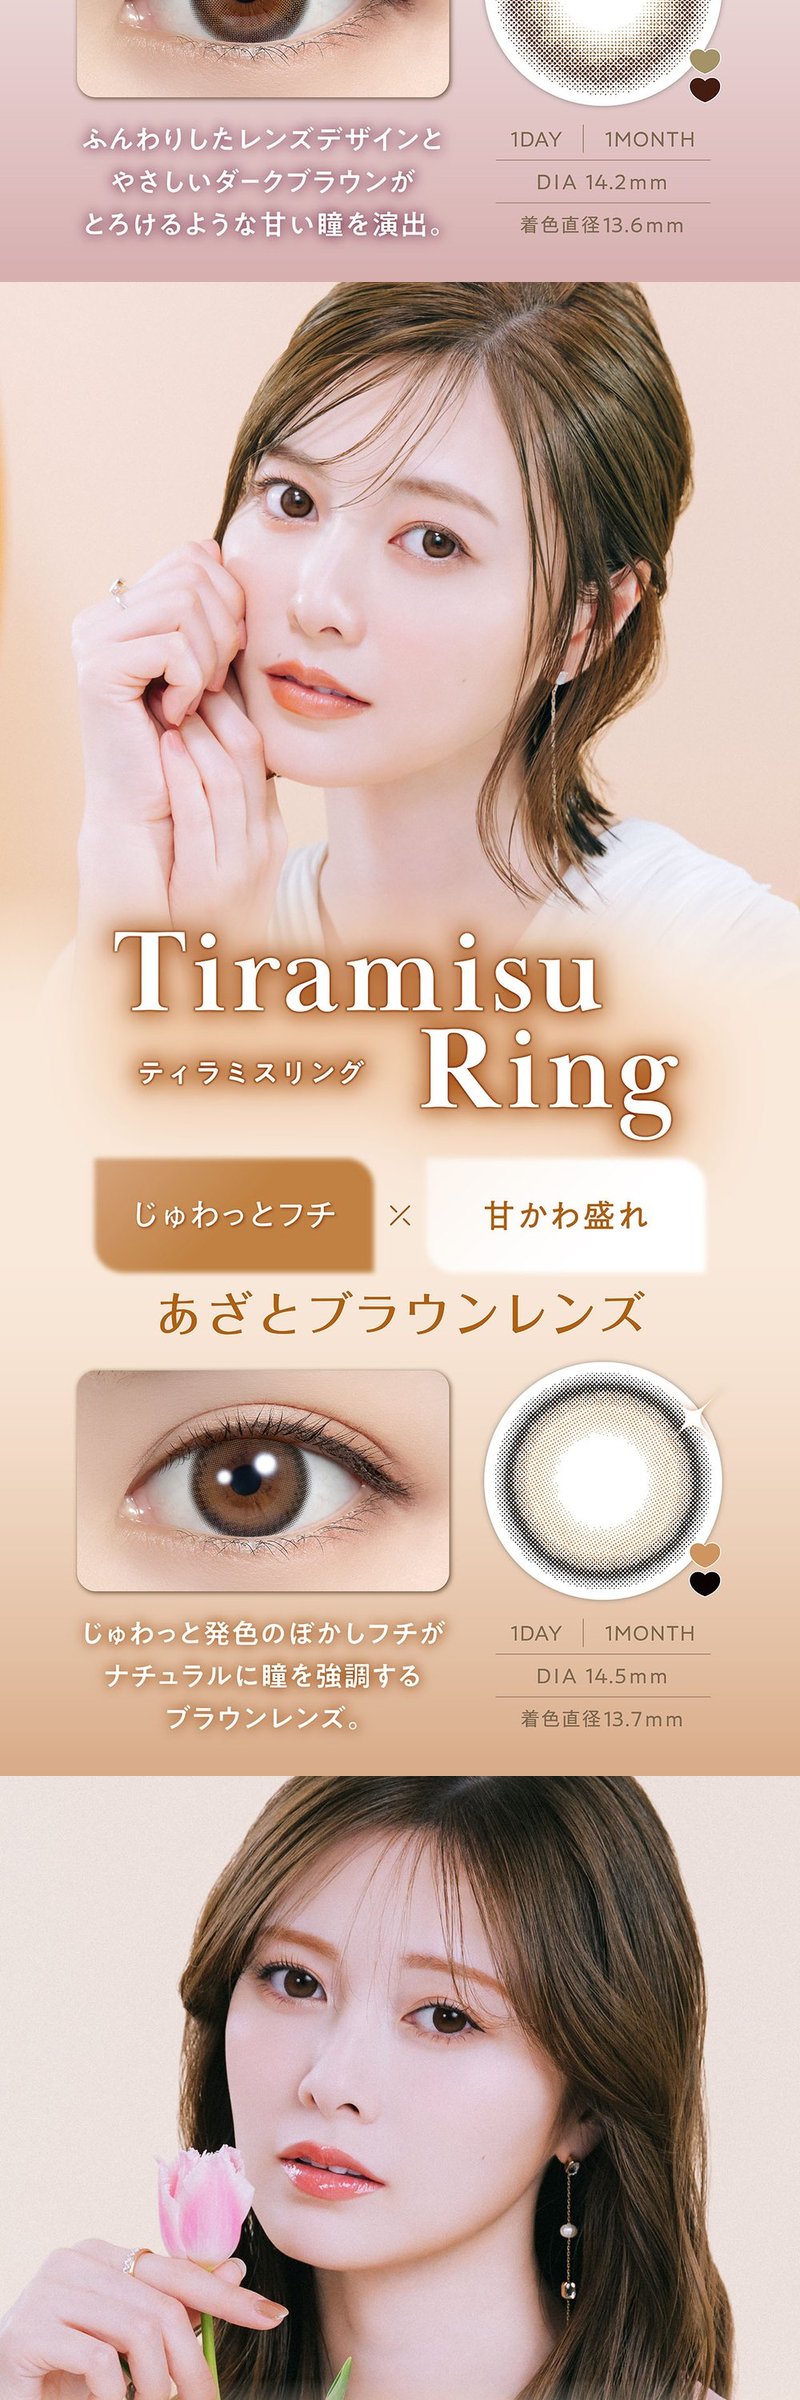 ふんわりしたレンズデザインと
やさしいダークブラウンが
とろけるような甘い瞳を演出。
1DAY | 1MONTH
DIA 14.2mm
着色直径13.6mm
Tiramisu
Ring
ティラミスリング
じゅわっとフチ × 甘かわ盛れ
あざとブラウンレンズ
じゅわっと発色のぼかしフチが
ナチュラルに瞳を強調する
ブラウンレンズ。
1DAY | 1MONTH
DIA 14.5mm
着色直径13.7mm